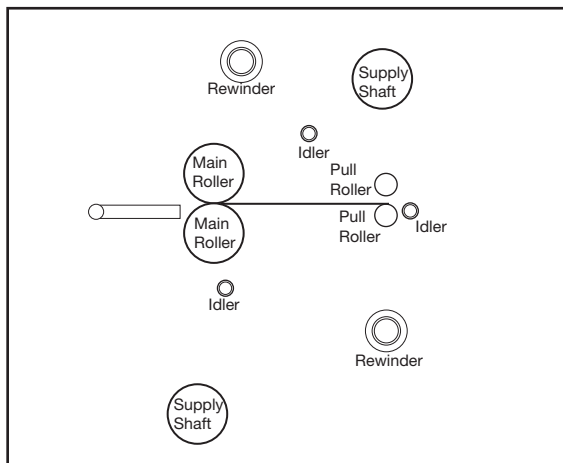 Supply
Shaft
Rewinder
Idler
Main
Roller
Pull
Roller
Main
Roller
Pull
Roller
Idler
Idler
Rewinder
Supply
Shaft